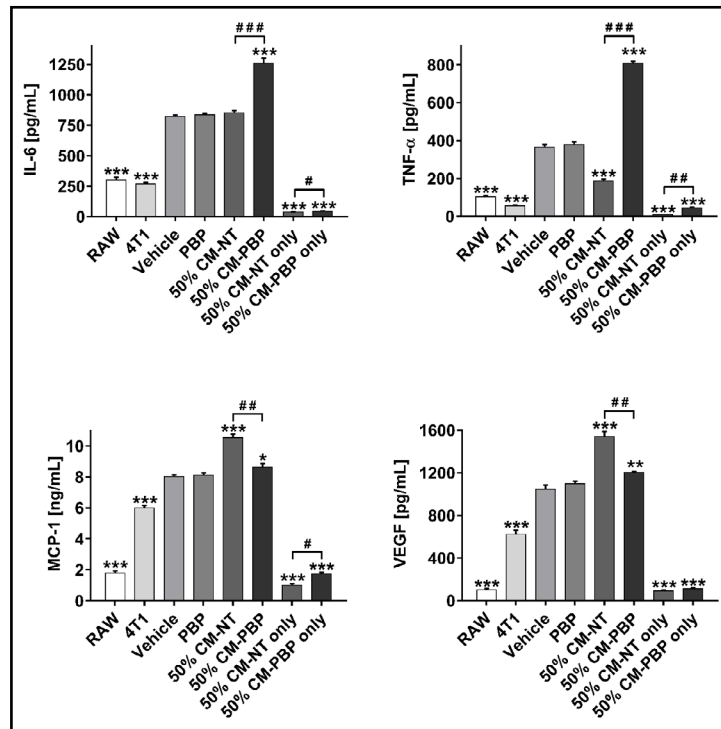 ###
***
IL-6 [pg/mL]
1250
1000
750
500
250
0
***
***
#
***
***
RAW
4T1
Vehicle
PBP
50% CM-NT
50% CM-PBP
50% CM-NT only
50% CM-PBP only
###
***
TNF-α [pg/mL]
800
600
400
200
0
***
***
##
***
***
RAW
4T1
Vehicle
PBP
50% CM-NT
50% CM-PBP
50% CM-NT only
50% CM-PBP only
##
***
*
MCP-1 [ng/mL]
10
8
6
4
2
0
***
***
#
***
***
RAW
4T1
Vehicle
PBP
50% CM-NT
50% CM-PBP
50% CM-NT only
50% CM-PBP only
##
***
**
VEGF [pg/mL]
1600
1200
800
400
0
***
***
***
***
RAW
4T1
Vehicle
PBP
50% CM-NT
50% CM-PBP
50% CM-NT only
50% CM-PBP only